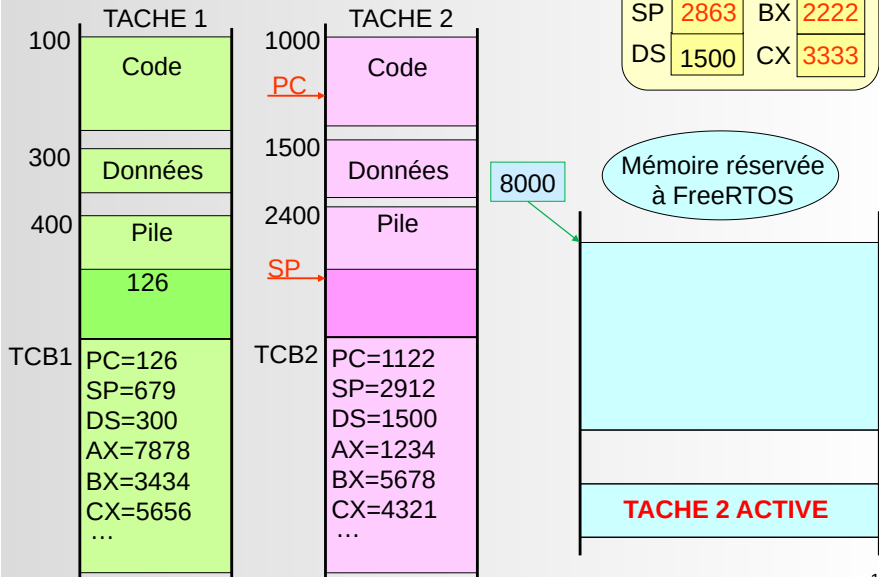 TACHE 1
100
Code
300
Données
400
Pile
126
TCB1
PC=126
SP=679
DS=300
AX=7878
BX=3434
CX=5656
…
TACHE 2
1000
Code
PC
1500
Données
2400
Pile
SP
TCB2
PC=1122
SP=2912
DS=1500
AX=1234
BX=5678
CX=4321
…
SP 2863 BX 2222
DS 1500 CX 3333
8000
Mémoire réservée
à FreeRTOS
TACHE 2 ACTIVE